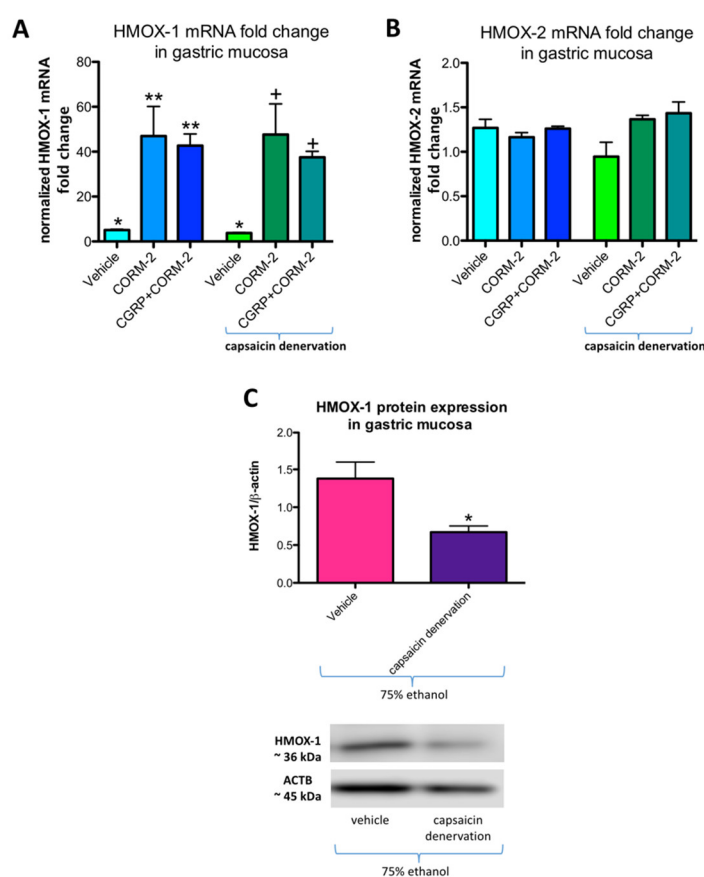 A
HMOX-1 mRNA fold change
in gastric mucosa
normalized HMOX-1 mRNA
fold change
80
60
40
20
0
*
**
**
*
+
+
Vehicle
CORM-2
CGRP+CORM-2
Vehicle
CORM-2
CGRP+CORM-2
capsaicin denervation
B
HMOX-2 mRNA fold change
in gastric mucosa
normalized HMOX-2 mRNA
fold change
2.0
1.5
1.0
0.5
0.0
Vehicle
CORM-2
CGRP+CORM-2
Vehicle
CORM-2
CGRP+CORM-2
capsaicin denervation
C
HMOX-1 protein expression
in gastric mucosa
HMOX-1/β-actin
2.0
1.5
1.0
0.5
0.0
*
Vehicle
capsaicin denervation
75% ethanol
HMOX-1
~ 36 kDa
ACTB
~ 45 kDa
vehicle
capsaicin
denervation
75% ethanol